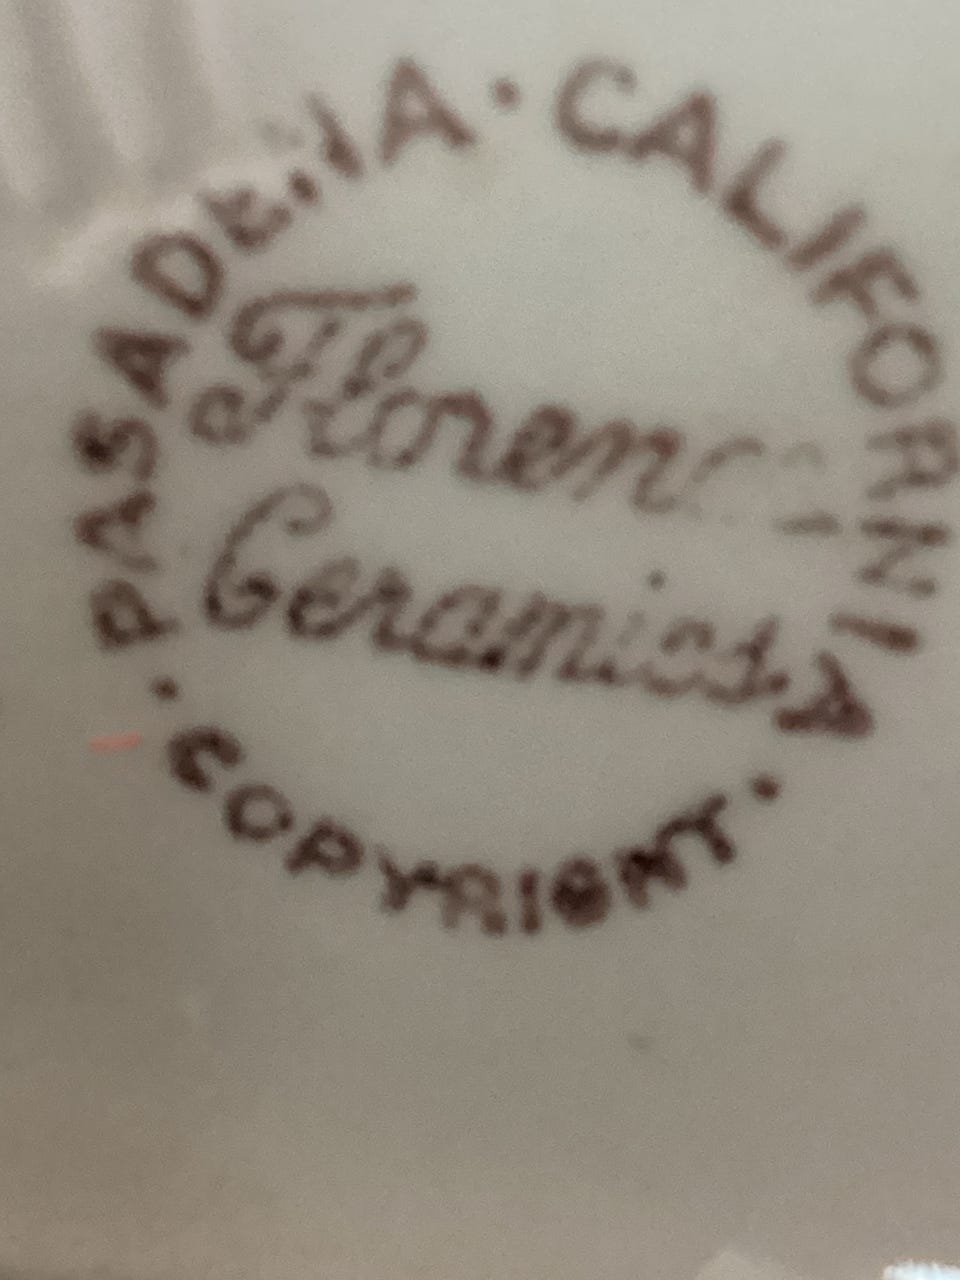 PASADENA · CALIFORNIA
Florence
Ceramics
· COPYRIGHT ·